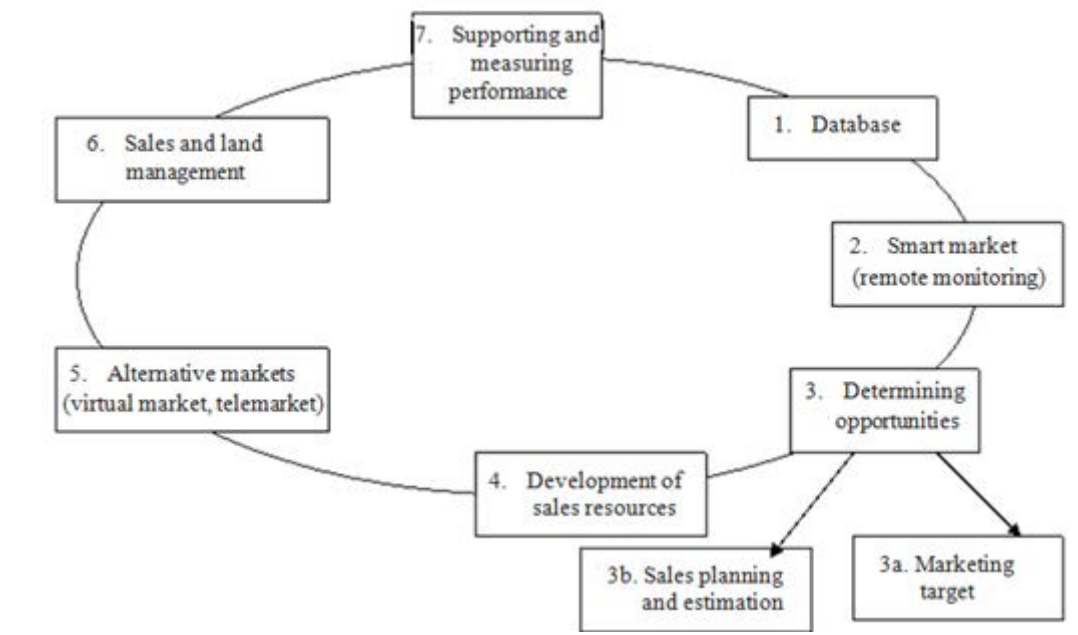 7. Supporting and
measuring
performance
1. Database
6. Sales and land
management
2. Smart market
(remote monitoring)
5. Alternative markets
(virtual market, telemarket)
3. Determining
opportunities
4. Development of
sales resources
3b. Sales planning
and estimation
3a. Marketing
target